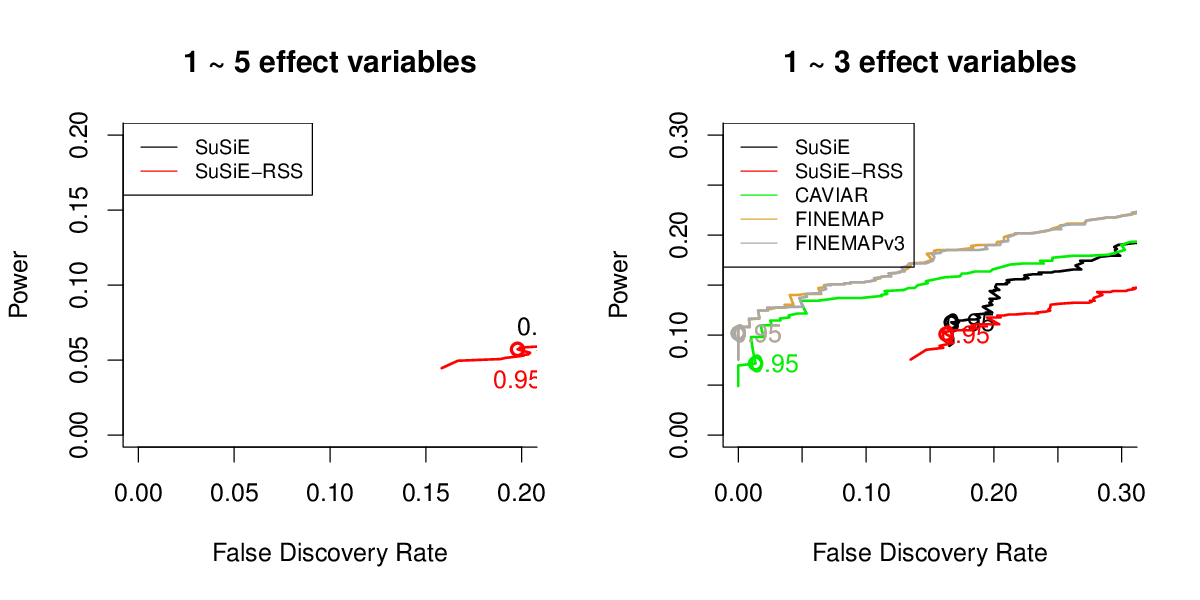 1 ~ 5 effect variables
Power
0.20
0.15
0.10
0.05
0.00
SuSiE
SuSiE−RSS
0.
0.95
0.00 0.05 0.10 0.15 0.20
False Discovery Rate
1 ~ 3 effect variables
Power
0.30
0.20
0.10
0.00
SuSiE
SuSiE−RSS
CAVIAR
FINEMAP
FINEMAPv3
0.95
0.00 0.10 0.20 0.30
False Discovery Rate